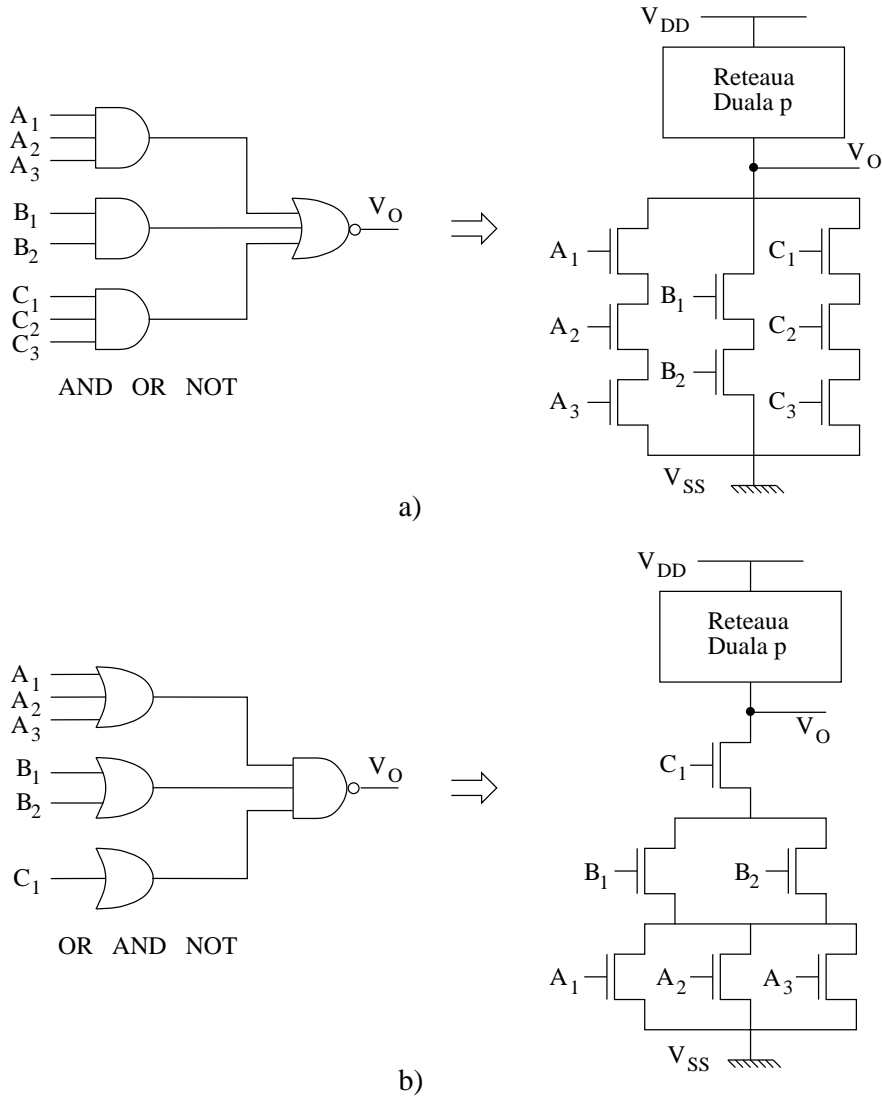 V_DD
Reteaua
Duala p
V_O
A_1
A_2
A_3
B_1
B_2
C_1
C_2
C_3
V_O
AND OR NOT
A_1
A_2
A_3
B_1
B_2
C_1
C_2
C_3
V_SS
a)
V_DD
Reteaua
Duala p
V_O
A_1
A_2
A_3
B_1
B_2
C_1
V_O
OR AND NOT
C_1
B_1
B_2
A_1
A_2
A_3
V_SS
b)